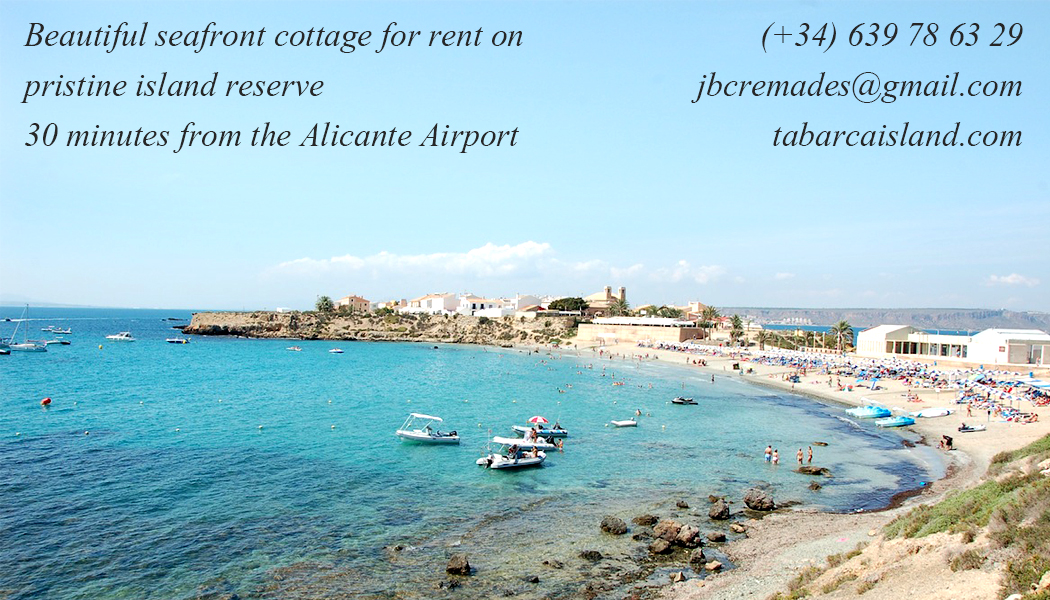 Beautiful seafront cottage for rent on
pristine island reserve
30 minutes from the Alicante Airport
(+34) 639 78 63 29
jbcremades@gmail.com
tabarcaisland.com